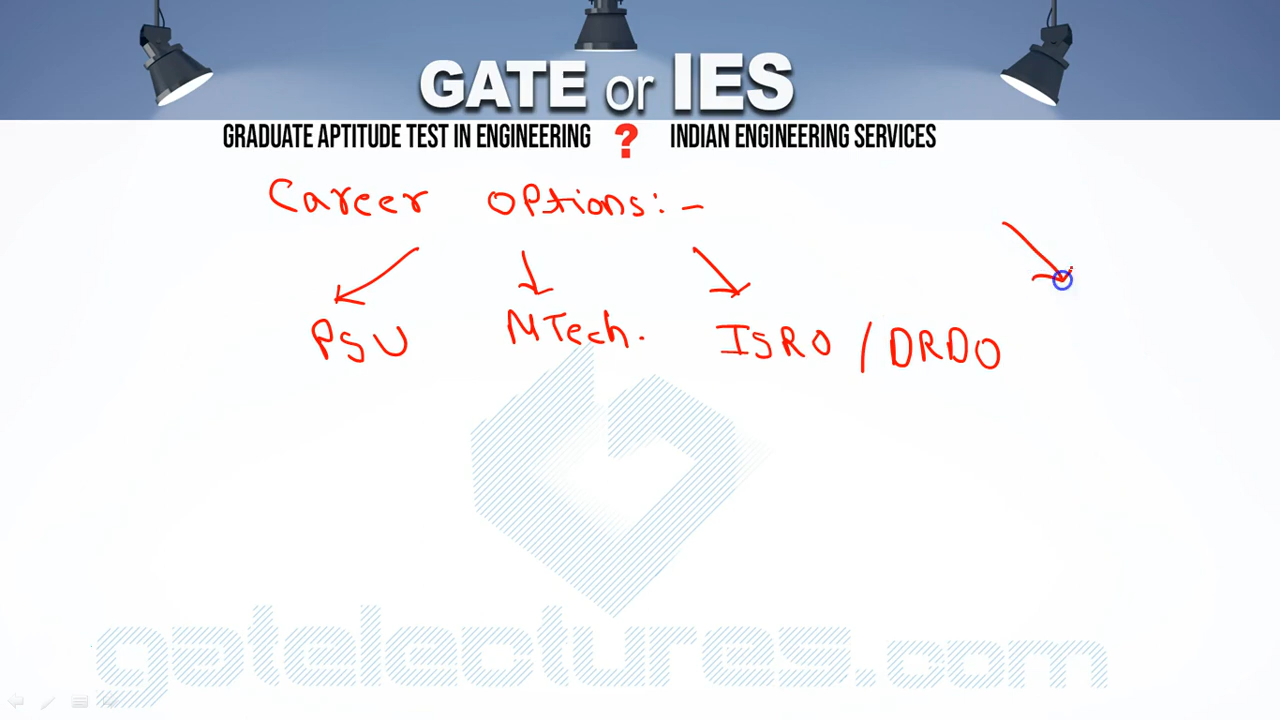 GATE or IES
GRADUATE APTITUDE TEST IN ENGINEERING ? INDIAN ENGINEERING SERVICES
Career Options:-
PSU MTech. ISRO / DRDO
gatelectures.com